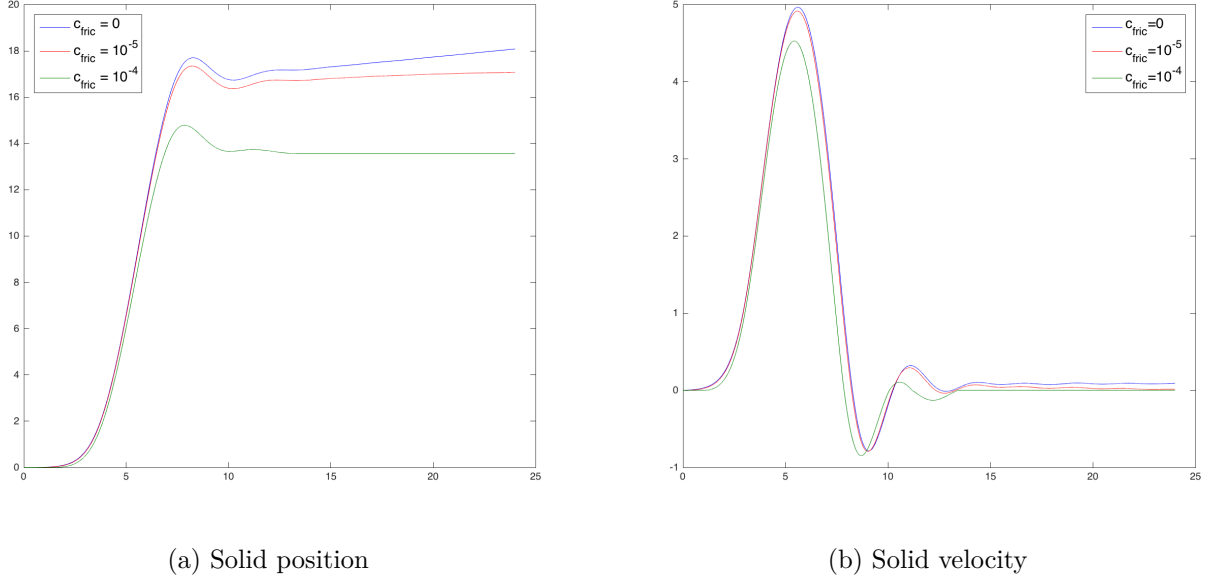 20
18
16
14
12
10
8
6
4
2
0
0 5 10 15 20 25
c_fric = 0
c_fric = 10^-5
c_fric = 10^-4
(a) Solid position
5
4
3
2
1
0
-1
0 5 10 15 20 25
c_fric=0
c_fric=10^-5
c_fric=10^-4
(b) Solid velocity